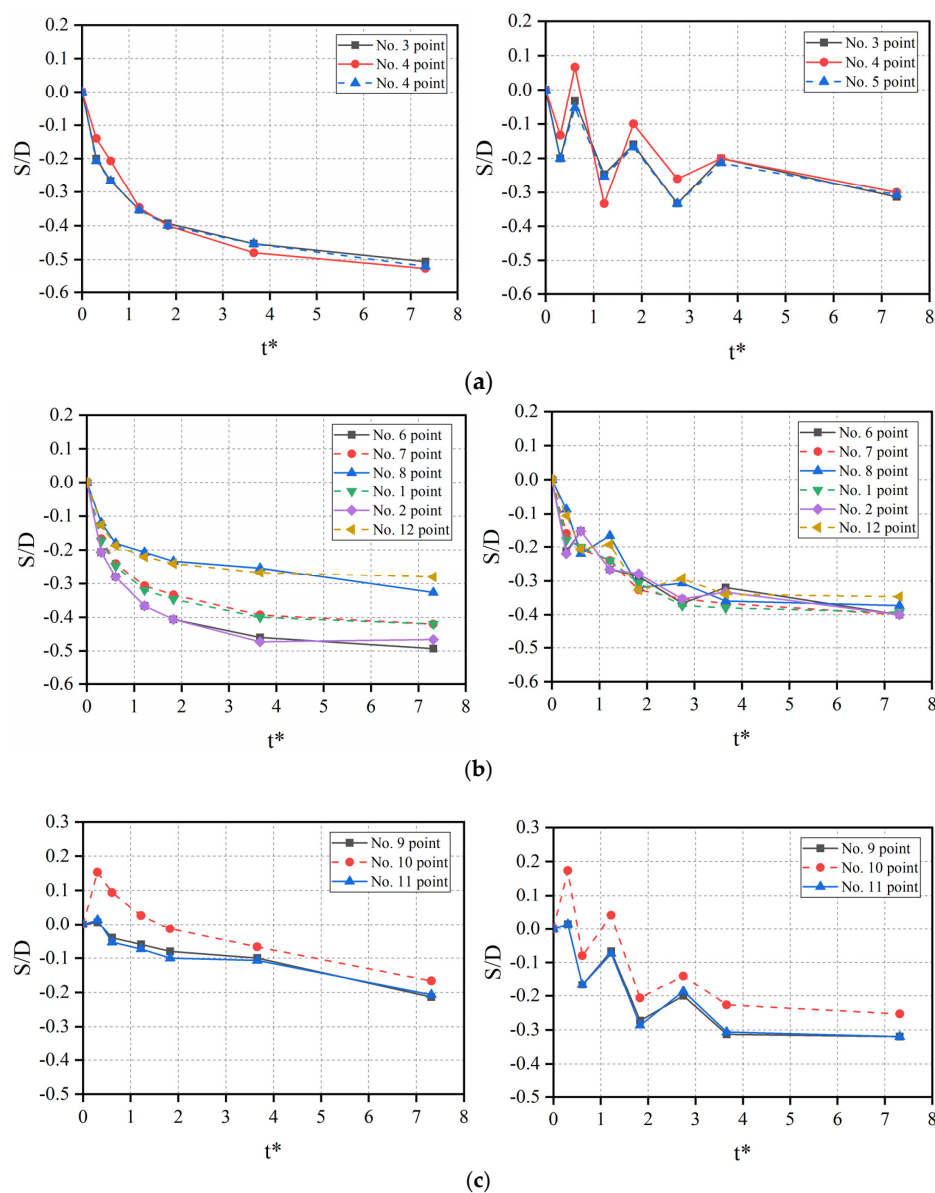 0.2
0.1
0.0
-0.1
-0.2
-0.3
-0.4
-0.5
-0.6
S/D
0 1 2 3 4 5 6 7 8
t*
No. 3 point
No. 4 point
No. 4 point
0.2
0.1
0.0
-0.1
-0.2
-0.3
-0.4
-0.5
-0.6
S/D
0 1 2 3 4 5 6 7 8
t*
No. 3 point
No. 4 point
No. 5 point
(a)
0.2
0.1
0.0
-0.1
-0.2
-0.3
-0.4
-0.5
-0.6
S/D
0 1 2 3 4 5 6 7 8
t*
No. 6 point
No. 7 point
No. 8 point
No. 1 point
No. 2 point
No. 12 point
0.2
0.1
0.0
-0.1
-0.2
-0.3
-0.4
-0.5
-0.6
S/D
0 1 2 3 4 5 6 7 8
t*
No. 6 point
No. 7 point
No. 8 point
No. 1 point
No. 2 point
No. 12 point
(b)
0.3
0.2
0.1
0.0
-0.1
-0.2
-0.3
-0.4
-0.5
S/D
0 1 2 3 4 5 6 7 8
t*
No. 9 point
No. 10 point
No. 11 point
0.3
0.2
0.1
0.0
-0.1
-0.2
-0.3
-0.4
-0.5
S/D
0 1 2 3 4 5 6 7 8
t*
No. 9 point
No. 10 point
No. 11 point
(c)